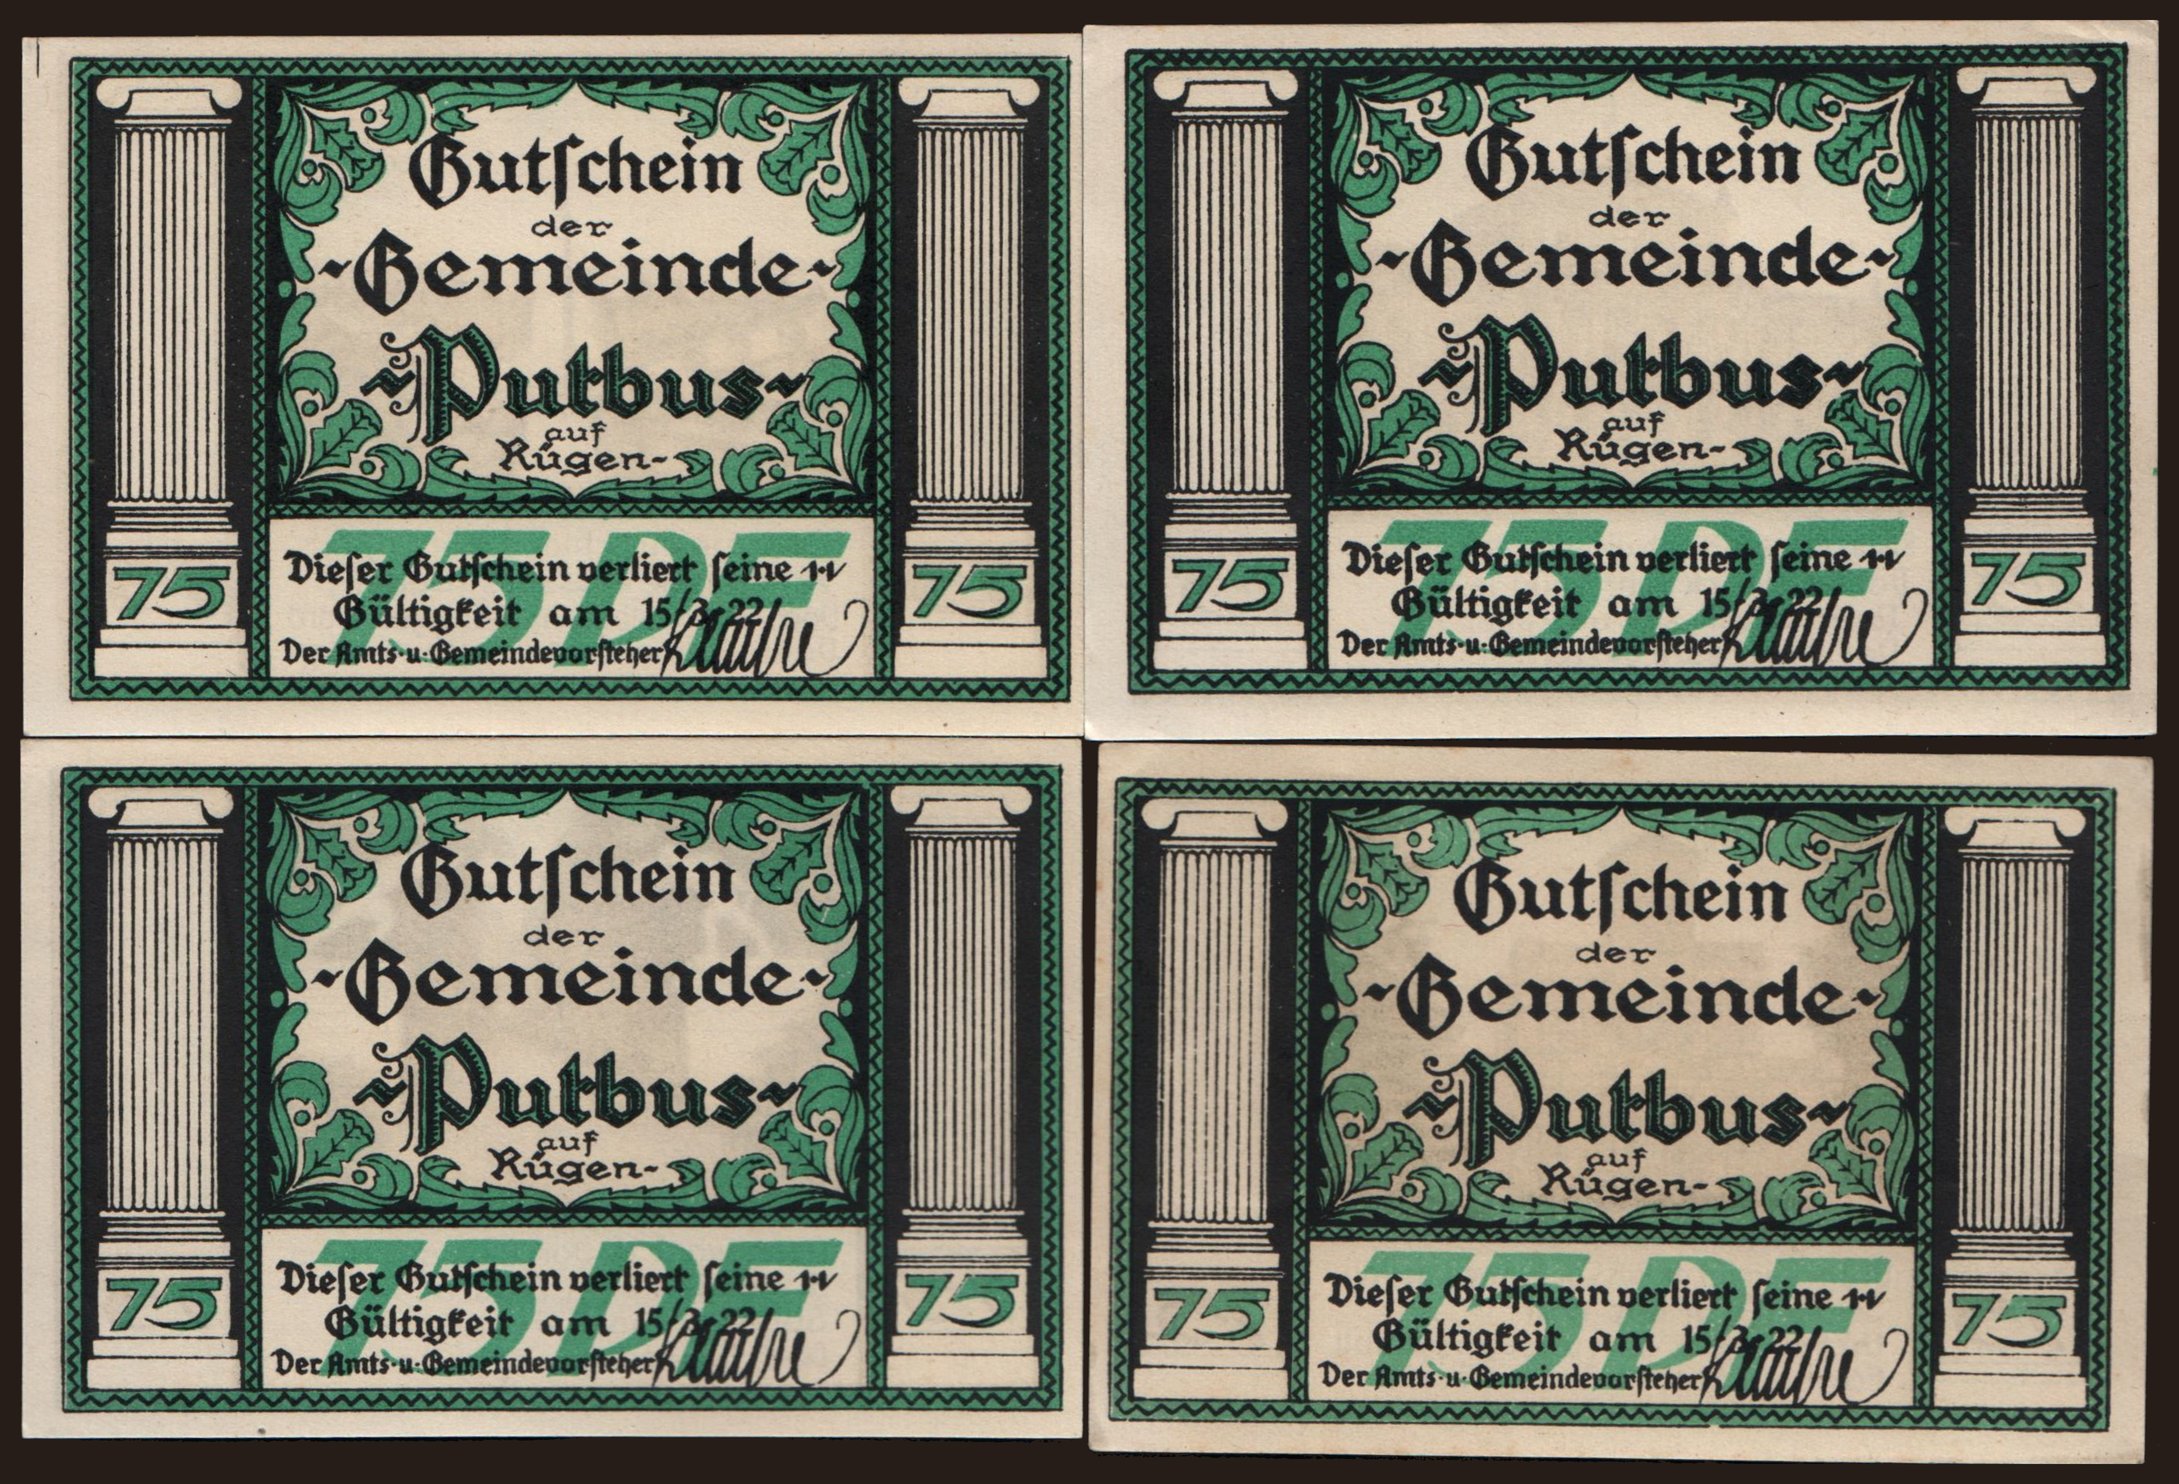 Gutſchein
der
-Gemeinde-
~Putbus~
auf
Rügen-
75 PF
Dieſer Gutſchein verliert ſeine
Gültigkeit am 15/3.22
Der Amts-u-Gemeindevorſteher
75
75
Gutſchein
der
-Gemeinde-
~Putbus~
auf
Rügen-
75 PF
Dieſer Gutſchein verliert ſeine
Gültigkeit am 15/3.22
Der Amts-u-Gemeindevorſteher
75
75
Gutſchein
der
-Gemeinde-
~Putbus~
auf
Rügen-
75 PF
Dieſer Gutſchein verliert ſeine
Gültigkeit am 15/3.22
Der Amts-u-Gemeindevorſteher
75
75
Gutſchein
der
-Gemeinde-
~Putbus~
auf
Rügen-
75 PF
Dieſer Gutſchein verliert ſeine
Gültigkeit am 15/3.22
Der Amts-u-Gemeindevorſteher
75
75